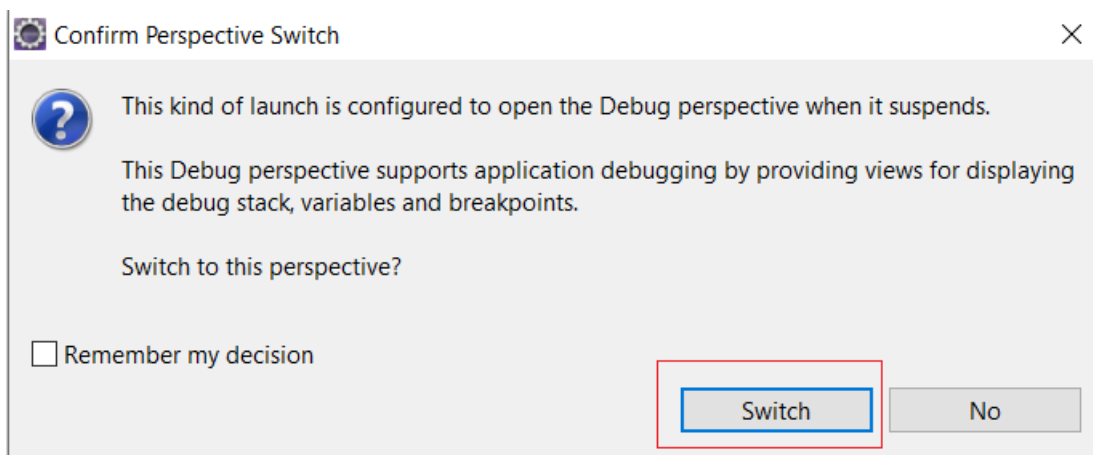 Confirm Perspective Switch
This kind of launch is configured to open the Debug perspective when it suspends.
This Debug perspective supports application debugging by providing views for displaying
the debug stack, variables and breakpoints.
Switch to this perspective?
Remember my decision
Switch
No